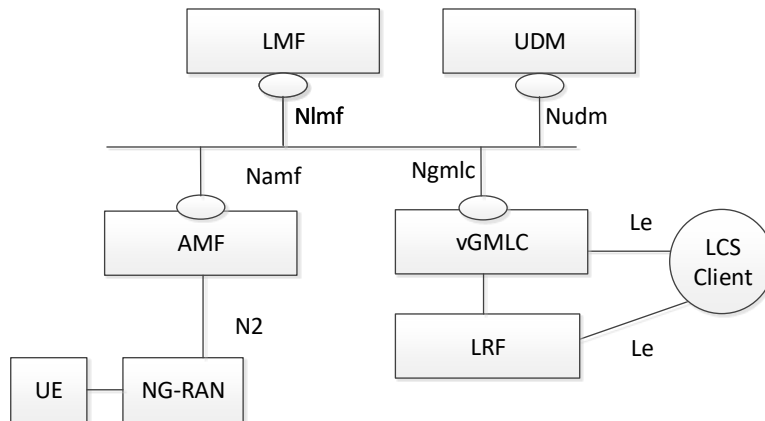 LMF
UDM
Nlmf
Nudm
Namf
Ngmlc
AMF
vGMLC
Le
LCS
Client
N2
LRF
Le
UE
NG-RAN